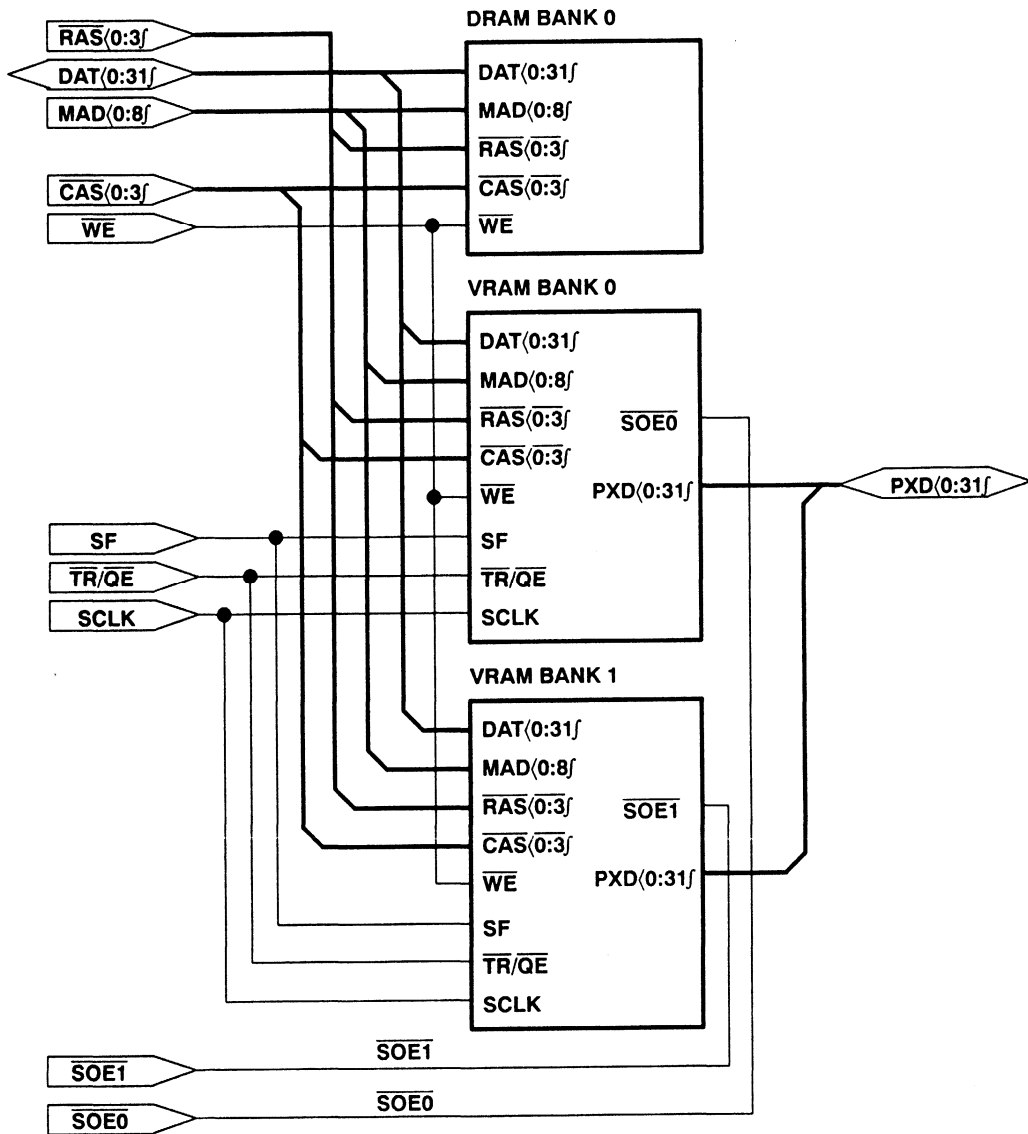 DRAM BANK 0
RAS⟨0:3∫
DAT⟨0:31∫
MAD⟨0:8∫
CAS⟨0:3∫
WE
DAT⟨0:31∫
MAD⟨0:8∫
RAS⟨0:3∫
CAS⟨0:3∫
WE
VRAM BANK 0
DAT⟨0:31∫
MAD⟨0:8∫
RAS⟨0:3∫
CAS⟨0:3∫
WE
SF
TR/QE
SCLK
SOE0
PXD⟨0:31∫
PXD⟨0:31∫
SF
TR/QE
SCLK
VRAM BANK 1
DAT⟨0:31∫
MAD⟨0:8∫
RAS⟨0:3∫
CAS⟨0:3∫
WE
SF
TR/QE
SCLK
SOE1
PXD⟨0:31∫
SOE1
SOE1
SOE0
SOE0